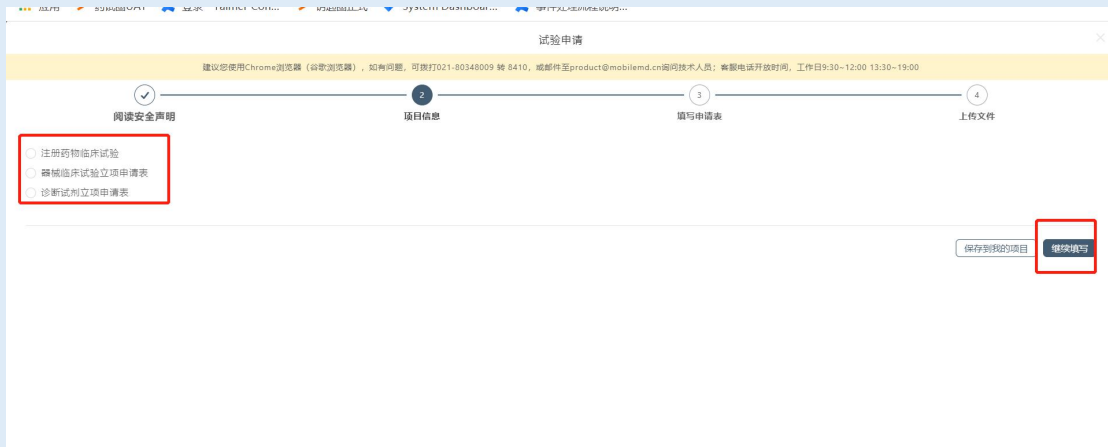 试验申请
建议您使用Chrome浏览器（谷歌浏览器），如有问题，可拨打021-80348009 转 8410，或邮件至product@mobilemd.cn询问技术人员；客服电话开放时间，工作日9:30~12:00 13:30~19:00
2 3 4
阅读安全声明 项目信息 填写申请表 上传文件
注册药物临床试验
器械临床试验立项申请表
诊断试剂立项申请表
保存到我的项目 继续填写